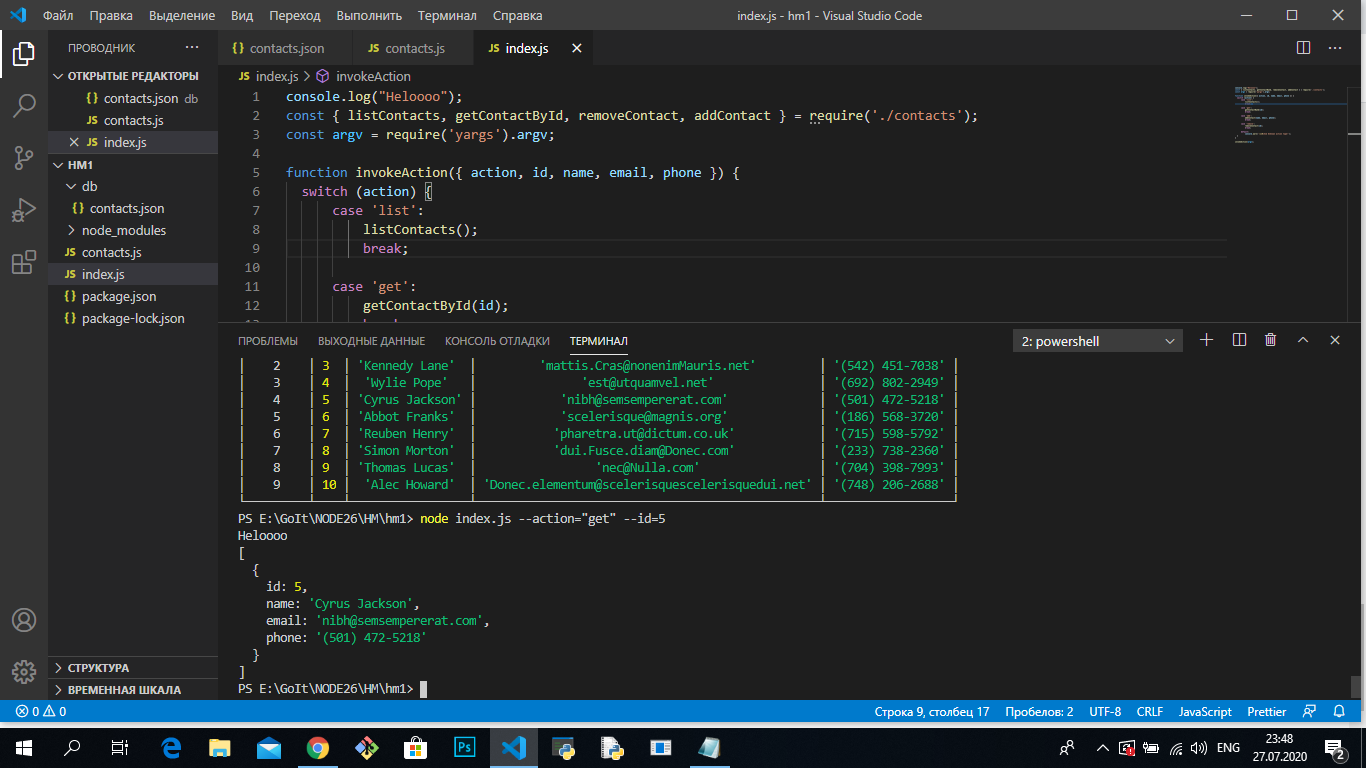 Файл Правка Выделение Вид Переход Выполнить Терминал Справка index.js - hm1 - Visual Studio Code
ПРОВОДНИК ···
ОТКРЫТЫЕ РЕДАКТОРЫ
{} contacts.json db
JS contacts.js
JS index.js
HM1
db
{} contacts.json
node_modules
JS contacts.js
JS index.js
{} package.json
{} package-lock.json
СТРУКТУРА
ВРЕМЕННАЯ ШКАЛА
{} contacts.json JS contacts.js JS index.js
JS index.js > invokeAction
1 console.log("Heloooo");
2 const { listContacts, getContactById, removeContact, addContact } = require('./contacts');
3 const argv = require('yargs').argv;
4
5 function invokeAction({ action, id, name, email, phone }) {
6 switch (action) {
7 case 'list':
8 listContacts();
9 break;
10
11 case 'get':
12 getContactById(id);
ПРОБЛЕМЫ ВЫХОДНЫЕ ДАННЫЕ КОНСОЛЬ ОТЛАДКИ ТЕРМИНАЛ 2: powershell
│ 2 │ 3 │ 'Kennedy Lane' │ 'mattis.Cras@nonenimMauris.net' │ '(542) 451-7038' │
│ 3 │ 4 │ 'Wylie Pope' │ 'est@utquamvel.net' │ '(692) 802-2949' │
│ 4 │ 5 │ 'Cyrus Jackson' │ 'nibh@semsempererat.com' │ '(501) 472-5218' │
│ 5 │ 6 │ 'Abbot Franks' │ 'scelerisque@magnis.org' │ '(186) 568-3720' │
│ 6 │ 7 │ 'Reuben Henry' │ 'pharetra.ut@dictum.co.uk' │ '(715) 598-5792' │
│ 7 │ 8 │ 'Simon Morton' │ 'dui.Fusce.diam@Donec.com' │ '(233) 738-2360' │
│ 8 │ 9 │ 'Thomas Lucas' │ 'nec@Nulla.com' │ '(704) 398-7993' │
│ 9 │ 10 │ 'Alec Howard' │ 'Donec.elementum@scelerisquescelerisquedui.net' │ '(748) 206-2688' │
PS E:\GoIt\NODE26\HM\hm1> node index.js --action="get" --id=5
Heloooo
[
{
id: 5,
name: 'Cyrus Jackson',
email: 'nibh@semsempererat.com',
phone: '(501) 472-5218'
}
]
PS E:\GoIt\NODE26\HM\hm1>
0 0 Строка 9, столбец 17 Пробелов: 2 UTF-8 CRLF JavaScript Prettier
Ps ENG 23:48
27.07.2020 2